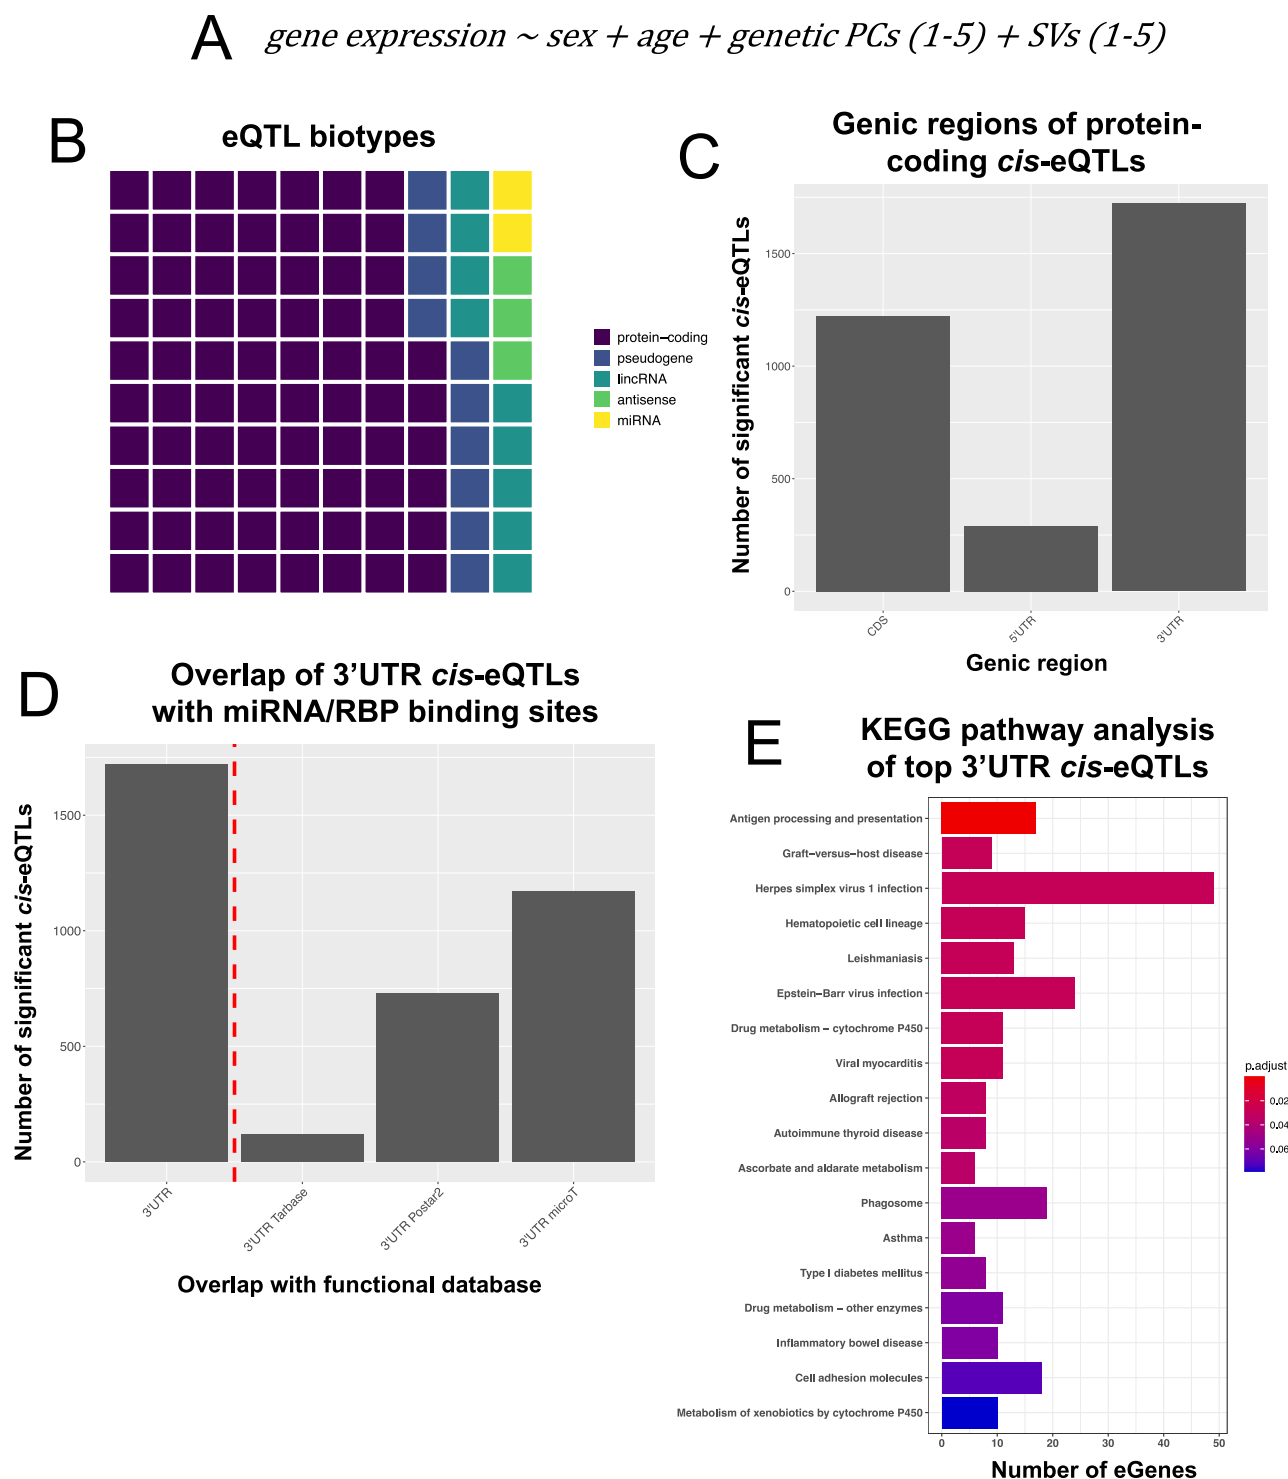 A
gene expression ~ sex + age + genetic PCs (1-5) + SVs (1-5)
B
eQTL biotypes
protein−coding
pseudogene
lincRNA
antisense
miRNA
C
Genic regions of protein-
coding cis-eQTLs
Number of significant cis-eQTLs
1500
1000
500
0
CDS
5'UTR
3'UTR
Genic region
D
Overlap of 3’UTR cis-eQTLs
with miRNA/RBP binding sites
Number of significant cis-eQTLs
1500
1000
500
0
3'UTR
3'UTR Tarbase
3'UTR Postar2
3'UTR microT
Overlap with functional database
E
KEGG pathway analysis
of top 3’UTR cis-eQTLs
Antigen processing and presentation
Graft−versus−host disease
Herpes simplex virus 1 infection
Hematopoietic cell lineage
Leishmaniasis
Epstein−Barr virus infection
Drug metabolism − cytochrome P450
Viral myocarditis
Allograft rejection
Autoimmune thyroid disease
Ascorbate and aldarate metabolism
Phagosome
Asthma
Type I diabetes mellitus
Drug metabolism − other enzymes
Inflammatory bowel disease
Cell adhesion molecules
Metabolism of xenobiotics by cytochrome P450
0 10 20 30 40 50
Number of eGenes
p.adjust
0.02
0.04
0.06